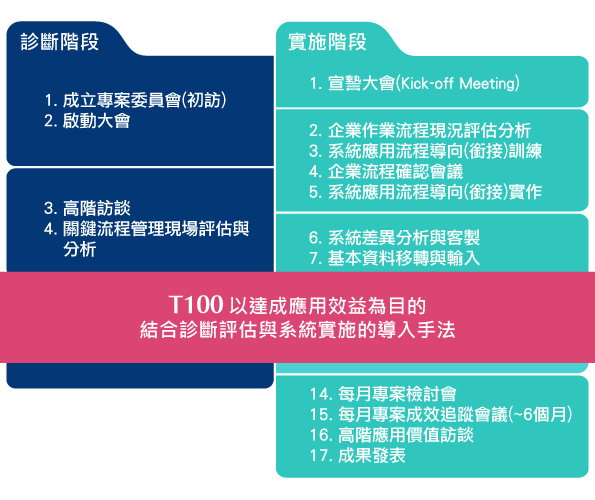 診斷階段
1. 成立專案委員會(初訪)
2. 啟動大會
3. 高階訪談
4. 關鍵流程管理現場評估與
分析
實施階段
1. 宣誓大會(Kick-off Meeting)
2. 企業作業流程現況評估分析
3. 系統應用流程導向(銜接)訓練
4. 企業流程確認會議
5. 系統應用流程導向(銜接)實作
6. 系統差異分析與客製
7. 基本資料移轉與輸入
T100 以達成應用效益為目的
結合診斷評估與系統實施的導入手法
14. 每月專案檢討會
15. 每月專案成效追蹤會議(~6個月)
16. 高階應用價值訪談
17. 成果發表